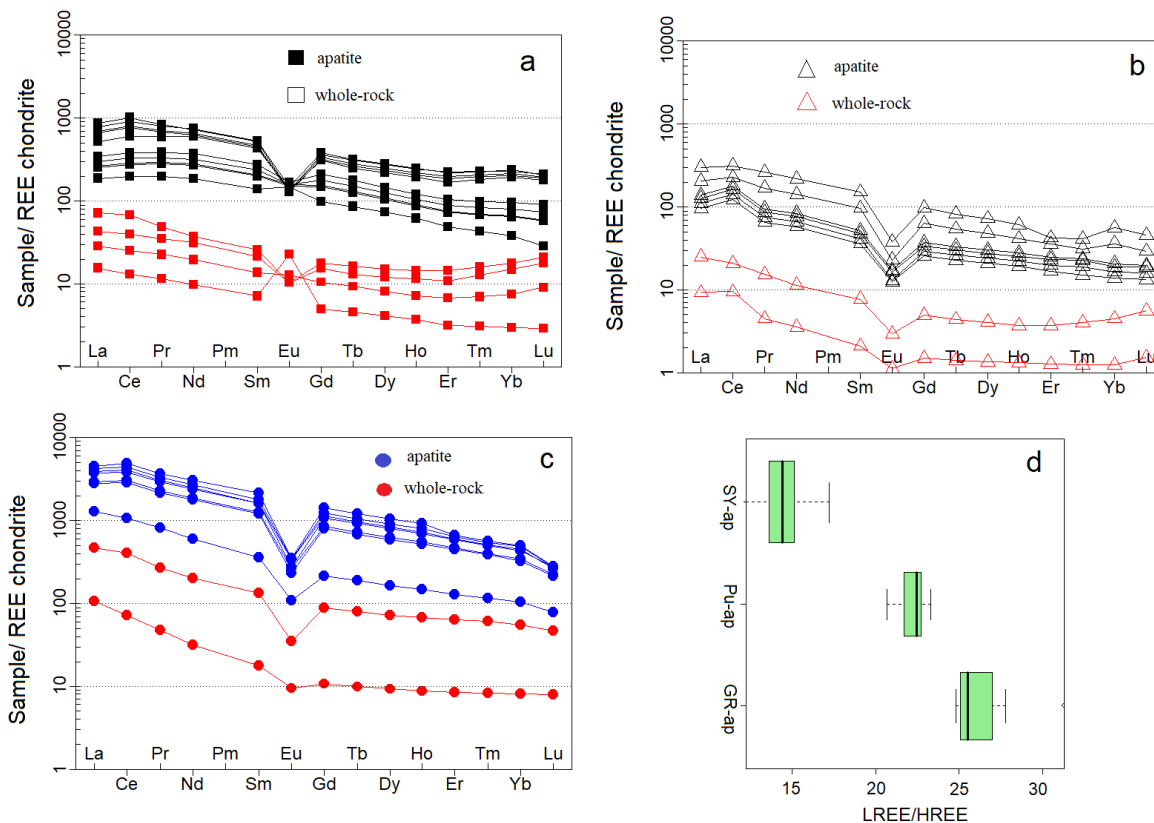 a
apatite
whole-rock
Sample/ REE chondrite
10000
1000
100
10
1
La
Pr
Pm
Eu
Tb
Ho
Tm
Lu
Ce
Nd
Sm
Gd
Dy
Er
Yb
b
apatite
whole-rock
Sample/ REE chondrite
10000
1000
100
10
1
La
Pr
Pm
Eu
Tb
Ho
Tm
Lu
Ce
Nd
Sm
Gd
Dy
Er
Yb
c
apatite
whole-rock
Sample/ REE chondrite
10000
1000
100
10
1
La
Pr
Pm
Eu
Tb
Ho
Tm
Lu
Ce
Nd
Sm
Gd
Dy
Er
Yb
d
SY-ap
Pu-ap
GR-ap
15
20
25
30
LREE/HREE